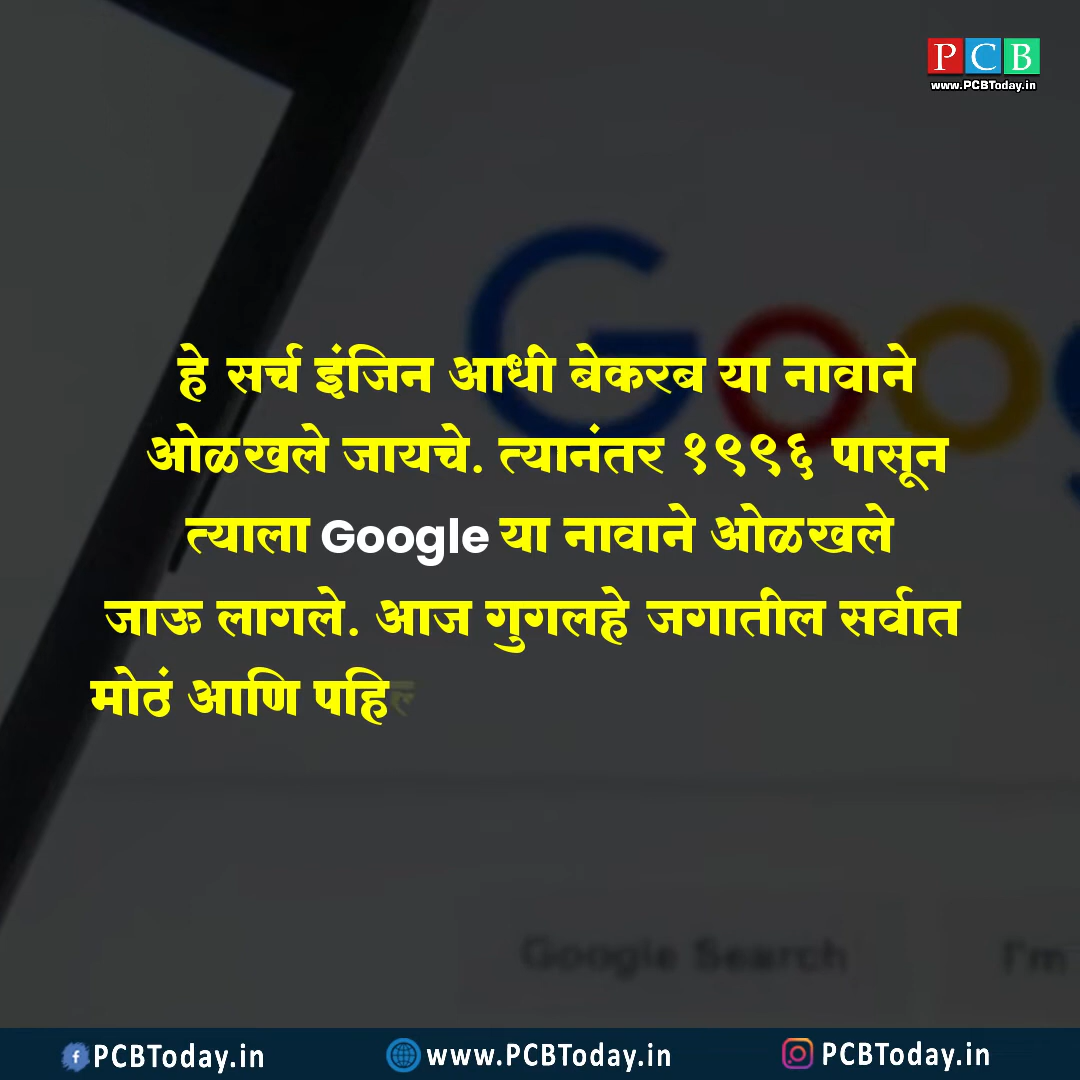 PCB
www.PCBToday.in
Goo
हे सर्च इंजिन आधी बेकरब या नावाने
ओळखले जायचे. त्यानंतर १९९६ पासून
त्याला Google या नावाने ओळखले
जाऊ लागले. आज गुगलहे जगातील सर्वात
मोठं आणि पहिल
Google Search
I'm
PCBToday.in
www.PCBToday.in
PCBToday.in